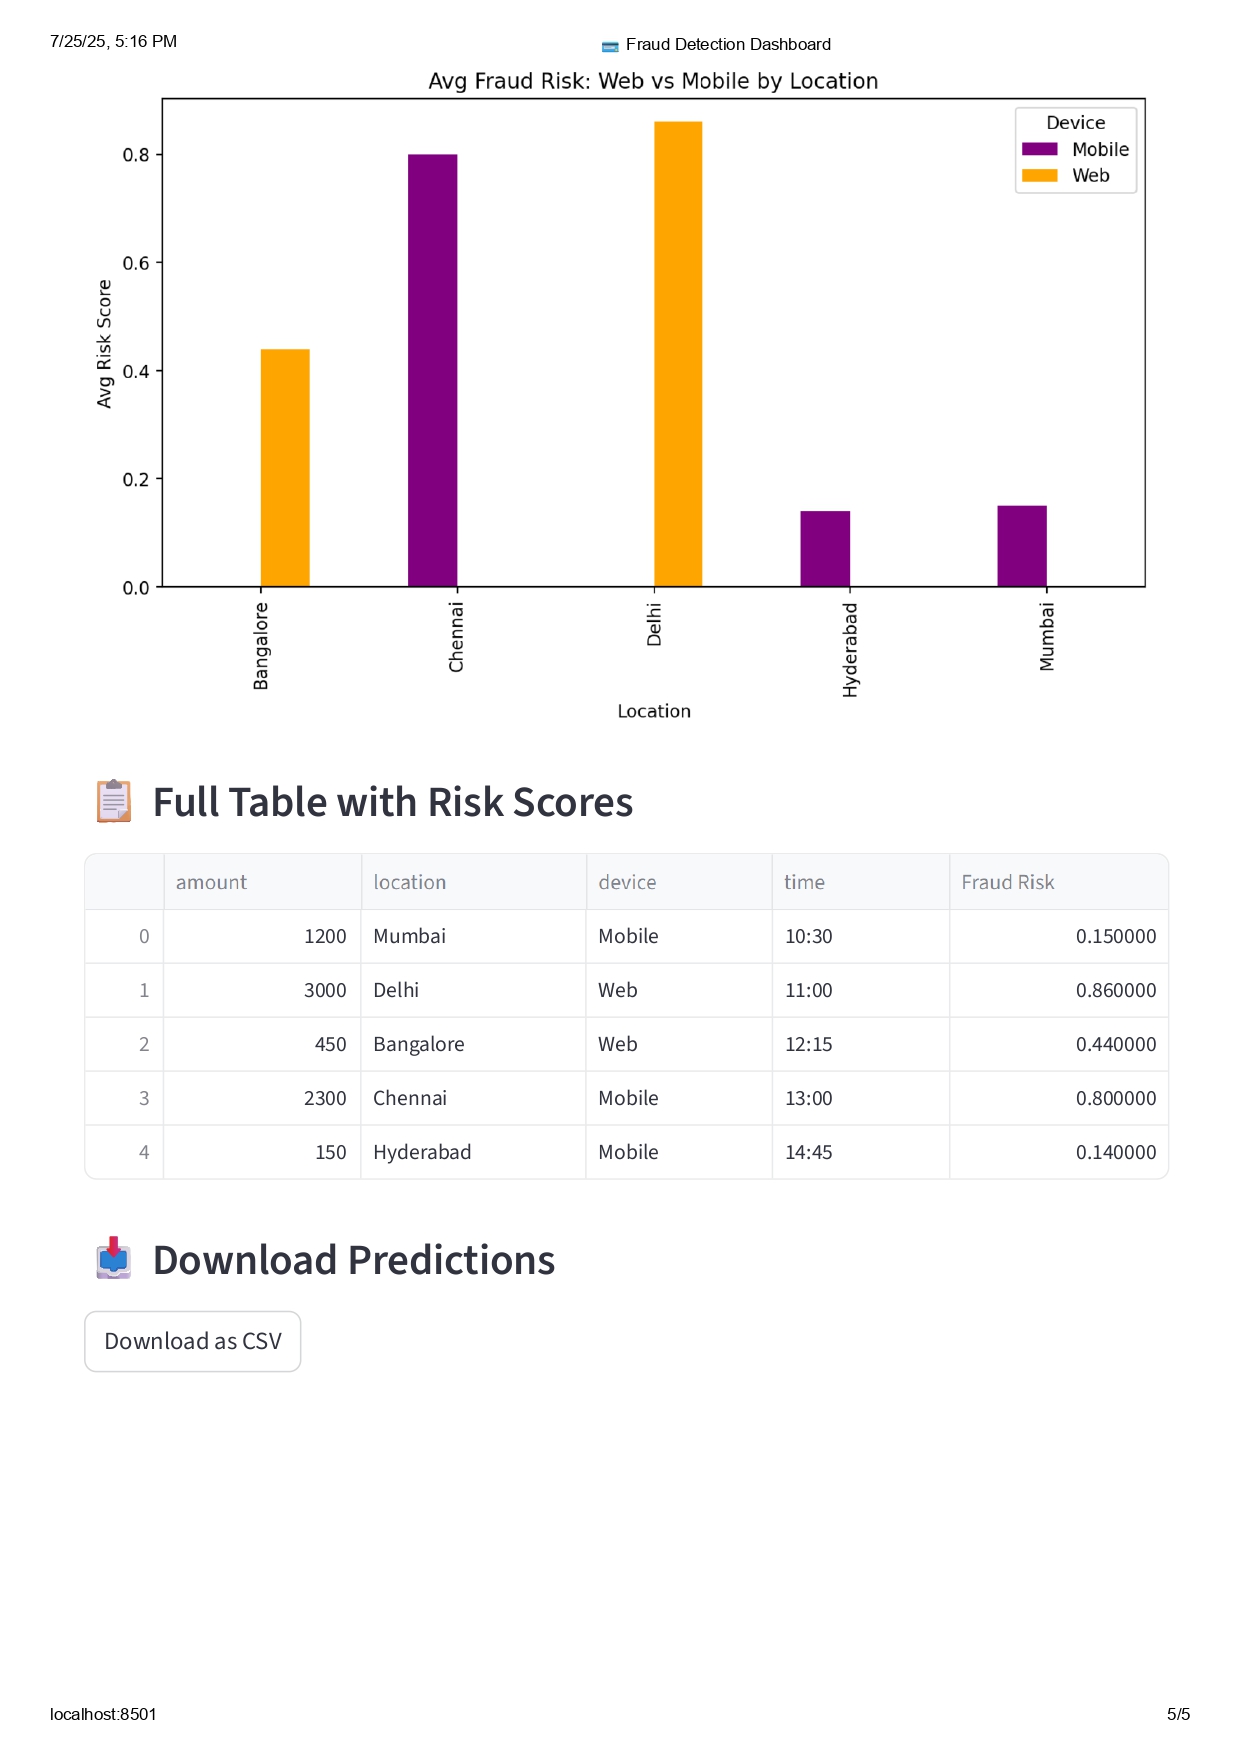 7/25/25, 5:16 PM
Fraud Detection Dashboard
Avg Fraud Risk: Web vs Mobile by Location
Device
Mobile
Web
Avg Risk Score
0.8
0.6
0.4
0.2
0.0
Bangalore
Chennai
Delhi
Hyderabad
Mumbai
Location
Full Table with Risk Scores
amount location device time Fraud Risk
0 1200 Mumbai Mobile 10:30 0.150000
1 3000 Delhi Web 11:00 0.860000
2 450 Bangalore Web 12:15 0.440000
3 2300 Chennai Mobile 13:00 0.800000
4 150 Hyderabad Mobile 14:45 0.140000
Download Predictions
Download as CSV
localhost:8501
5/5